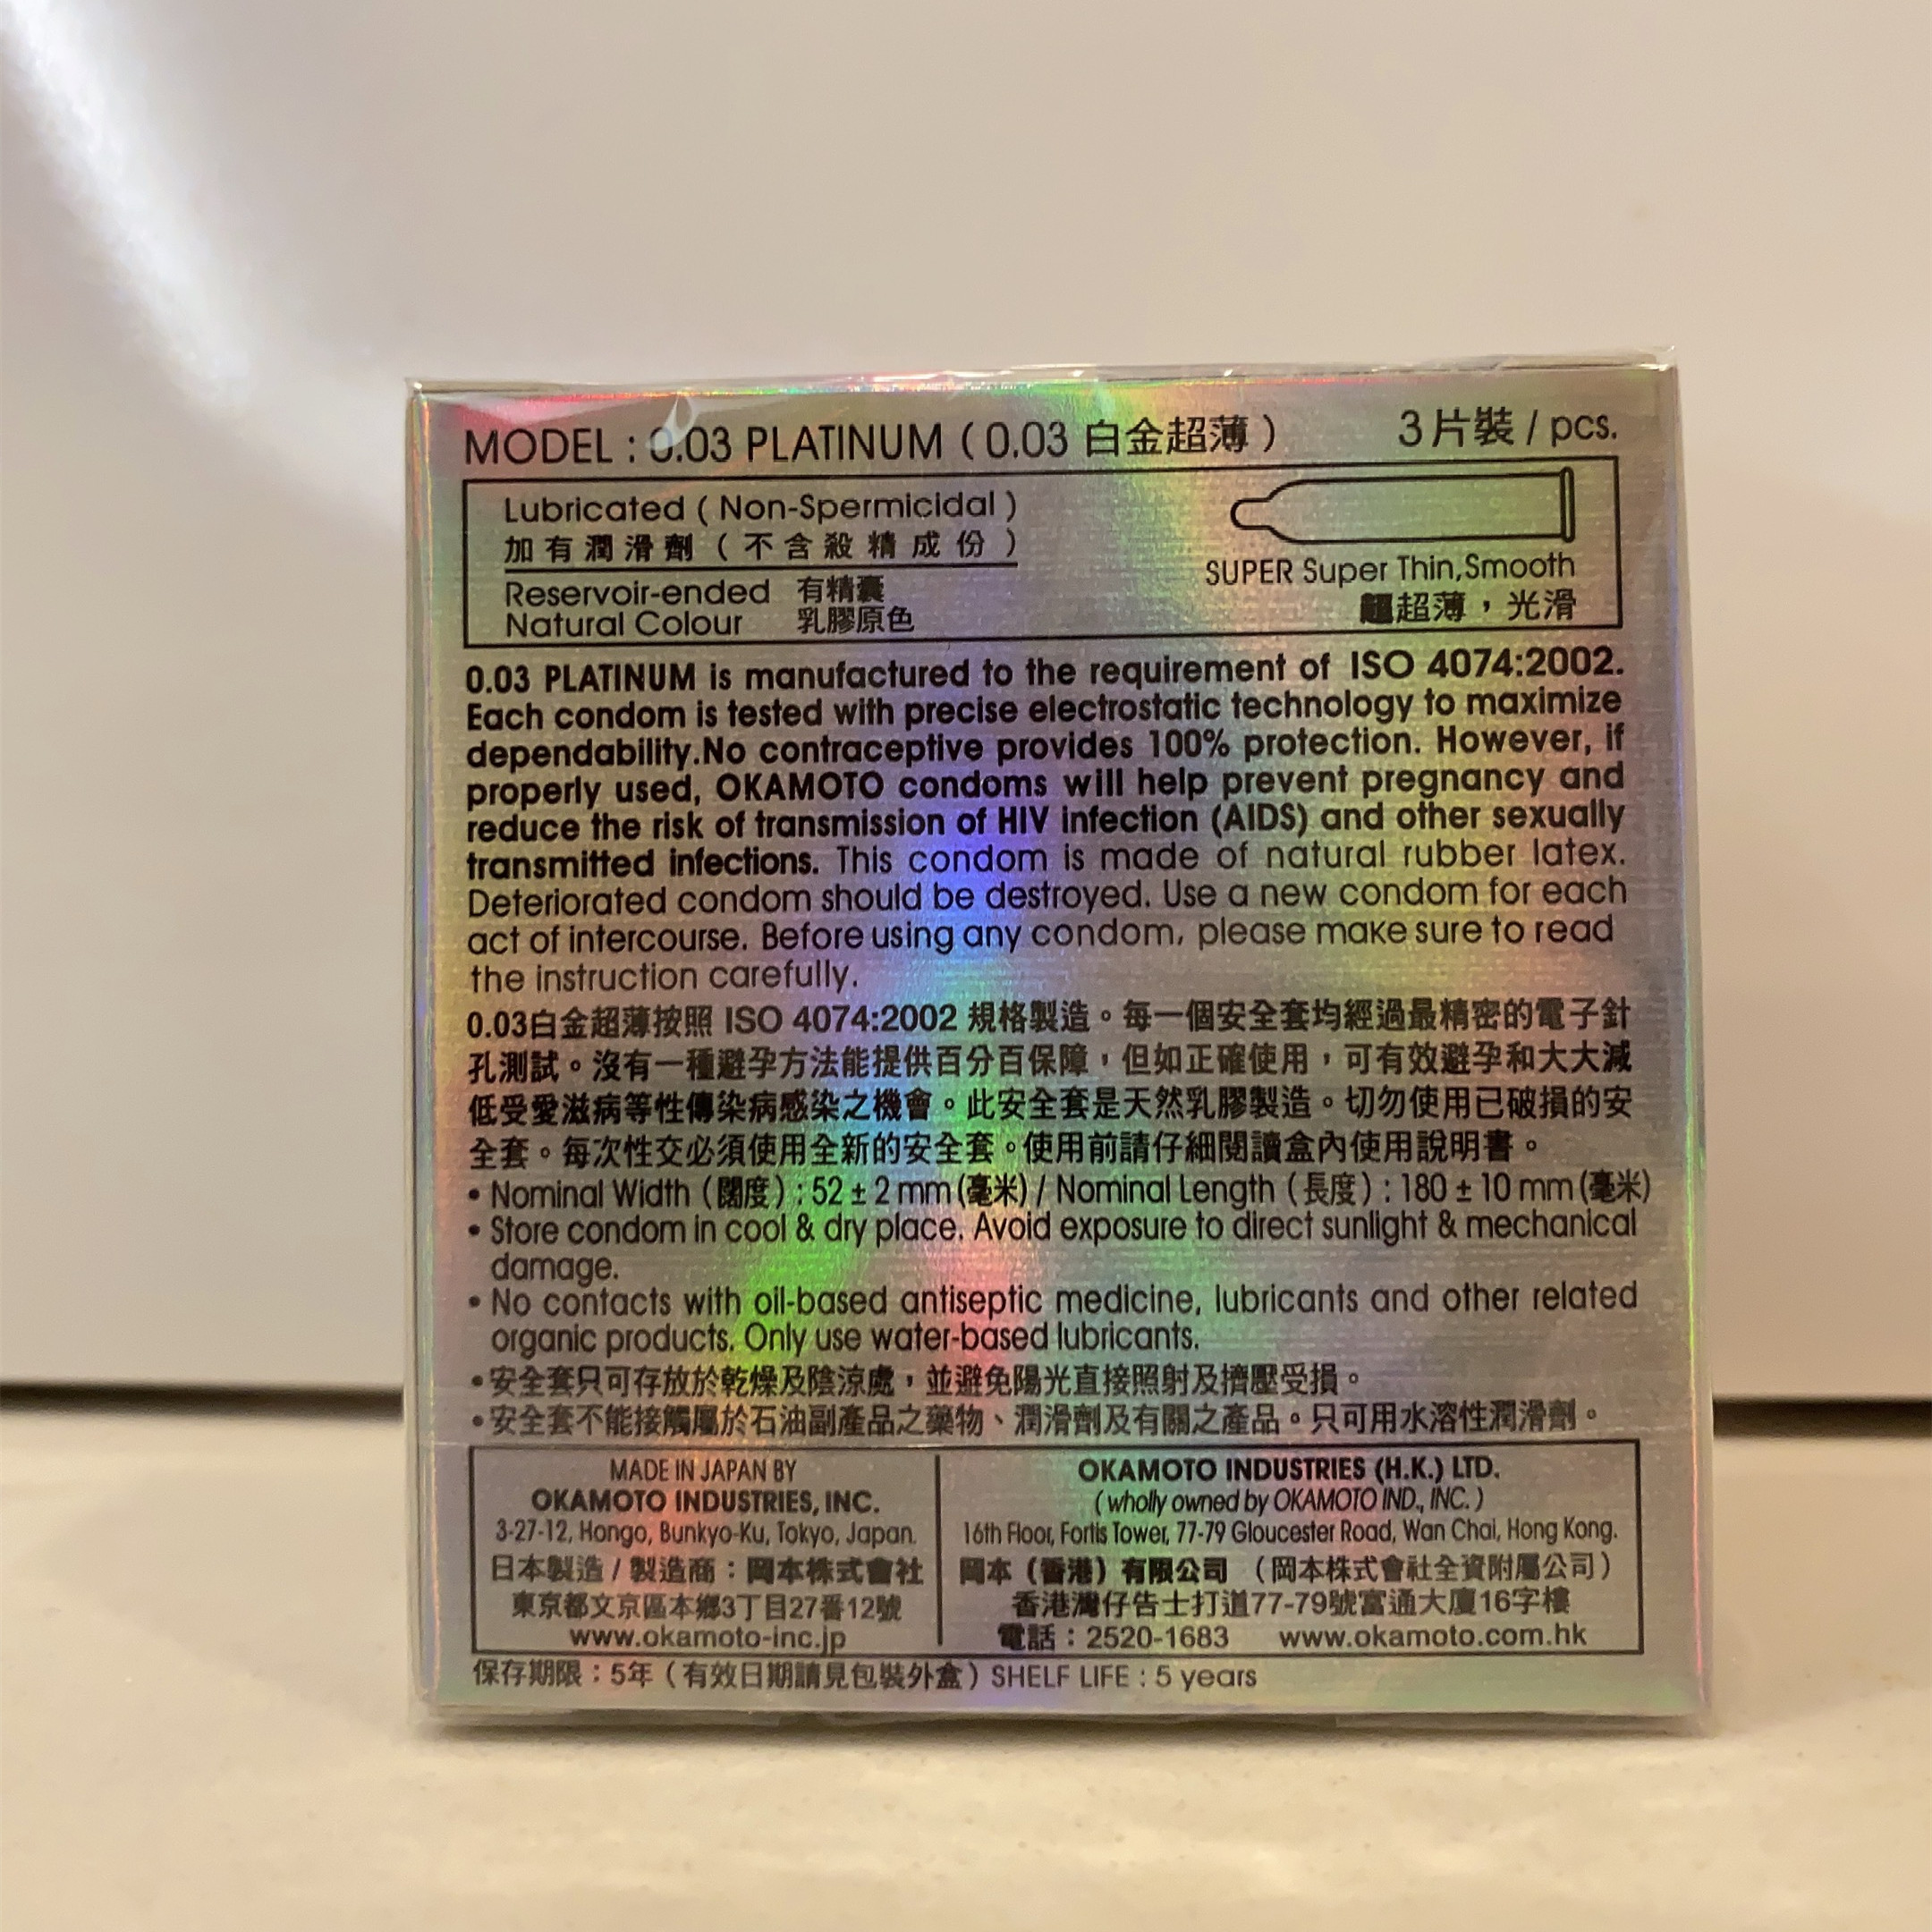 MODEL : 0.03 PLATINUM ( 0.03 白金超薄 ) 3片裝 / pcs.
Lubricated ( Non-Spermicidal )
加有潤滑劑 ( 不含殺精成份 )
Reservoir-ended 有精囊
Natural Colour 乳膠原色
SUPER Super Thin,Smooth
超超薄，光滑
0.03 PLATINUM is manufactured to the requirement of ISO 4074:2002.
Each condom is tested with precise electrostatic technology to maximize
dependability.No contraceptive provides 100% protection. However, if
properly used, OKAMOTO condoms will help prevent pregnancy and
reduce the risk of transmission of HIV infection (AIDS) and other sexually
transmitted infections. This condom is made of natural rubber latex.
Deteriorated condom should be destroyed. Use a new condom for each
act of intercourse. Before using any condom, please make sure to read
the instruction carefully.
0.03白金超薄按照 ISO 4074:2002 規格製造。每一個安全套均經過最精密的電子針
孔測試。沒有一種避孕方法能提供百分百保障，但如正確使用，可有效避孕和大大減
低受愛滋病等性傳染病感染之機會。此安全套是天然乳膠製造。切勿使用已破損的安
全套。每次性交必須使用全新的安全套。使用前請仔細閱讀盒內使用說明書。
• Nominal Width ( 闊度 ) : 52 ± 2 mm (毫米) / Nominal Length ( 長度 ) : 180 ± 10 mm (毫米)
• Store condom in cool & dry place. Avoid exposure to direct sunlight & mechanical
damage.
• No contacts with oil-based antiseptic medicine, lubricants and other related
organic products. Only use water-based lubricants.
• 安全套只可存放於乾燥及陰涼處，並避免陽光直接照射及擠壓受損。
• 安全套不能接觸屬於石油副產品之藥物、潤滑劑及有關之產品。只可用水溶性潤滑劑。
MADE IN JAPAN BY
OKAMOTO INDUSTRIES, INC.
3-27-12, Hongo, Bunkyo-Ku, Tokyo, Japan.
日本製造 / 製造商：岡本株式會社
東京都文京區本鄉3丁目27番12號
www.okamoto-inc.jp
OKAMOTO INDUSTRIES (H.K.) LTD.
( wholly owned by OKAMOTO IND., INC. )
16th Floor, Fortis Tower, 77-79 Gloucester Road, Wan Chai, Hong Kong.
岡本（香港）有限公司 （岡本株式會社全資附屬公司）
香港灣仔告士打道77-79號富通大廈16字樓
電話：2520-1683 www.okamoto.com.hk
保存期限：5年（有效日期請見包裝外盒）SHELF LIFE : 5 years